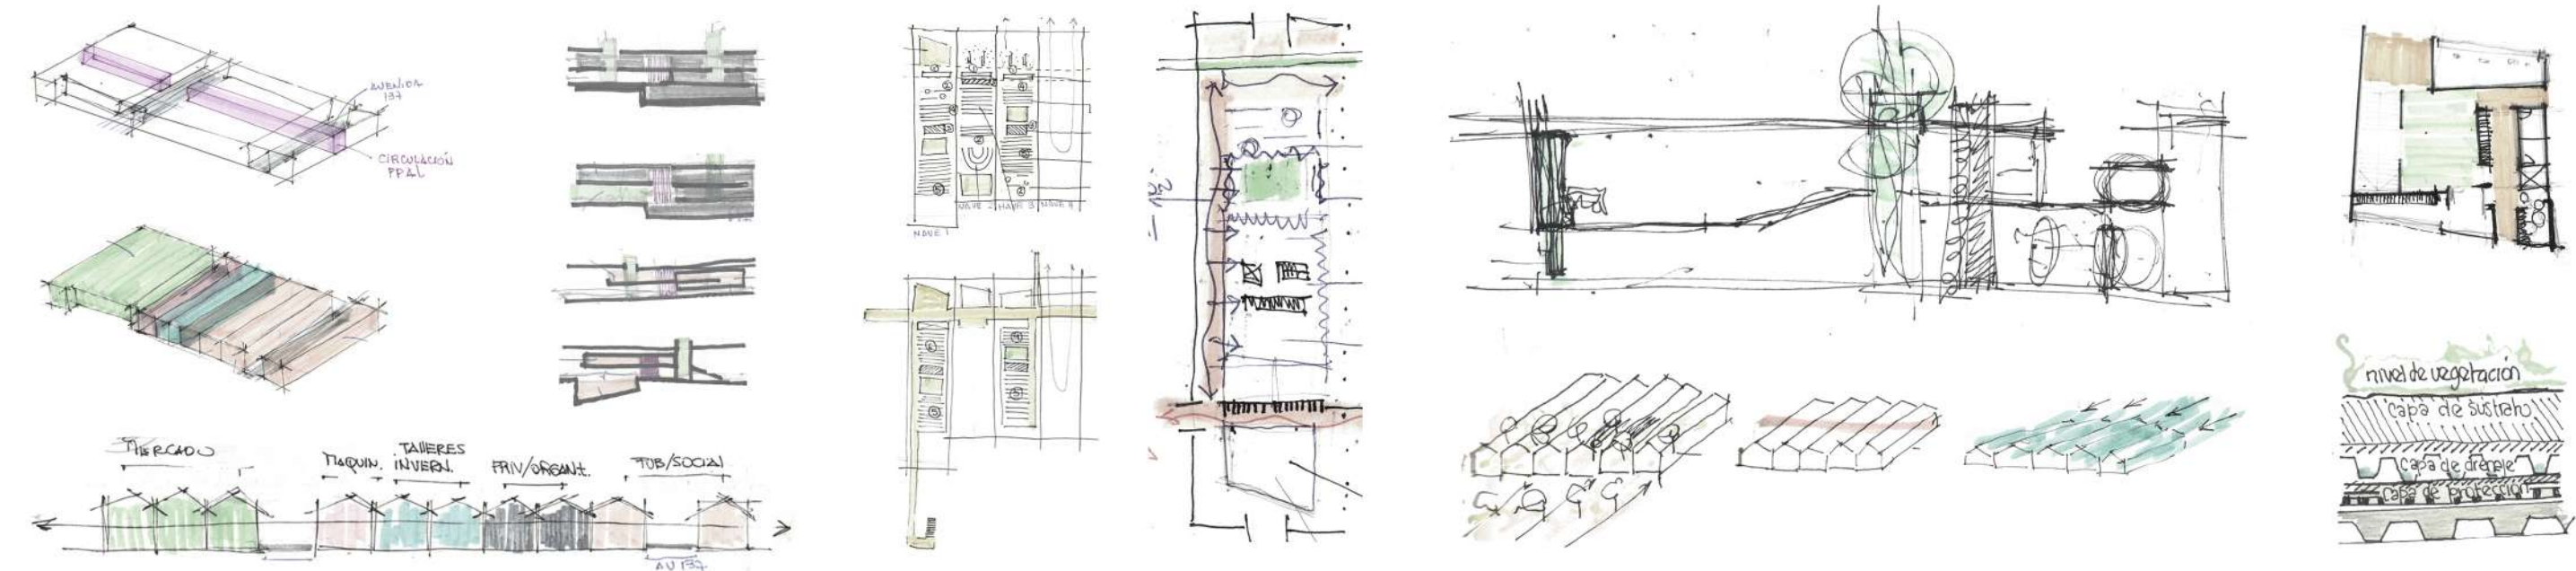 AVENIDA
137
CIRCULACIÓN
PPAL
MERCADO
MAQUIN.
TALLERES
INVERN.
PRIV/ORGANIZ.
PUB/SOCIAL
AV 137
NAVE 1
NAVE 2
NAVE 3
NAVE 4
nivel de vegetación
capa de sustrato
capa de drenaje
capa de protección